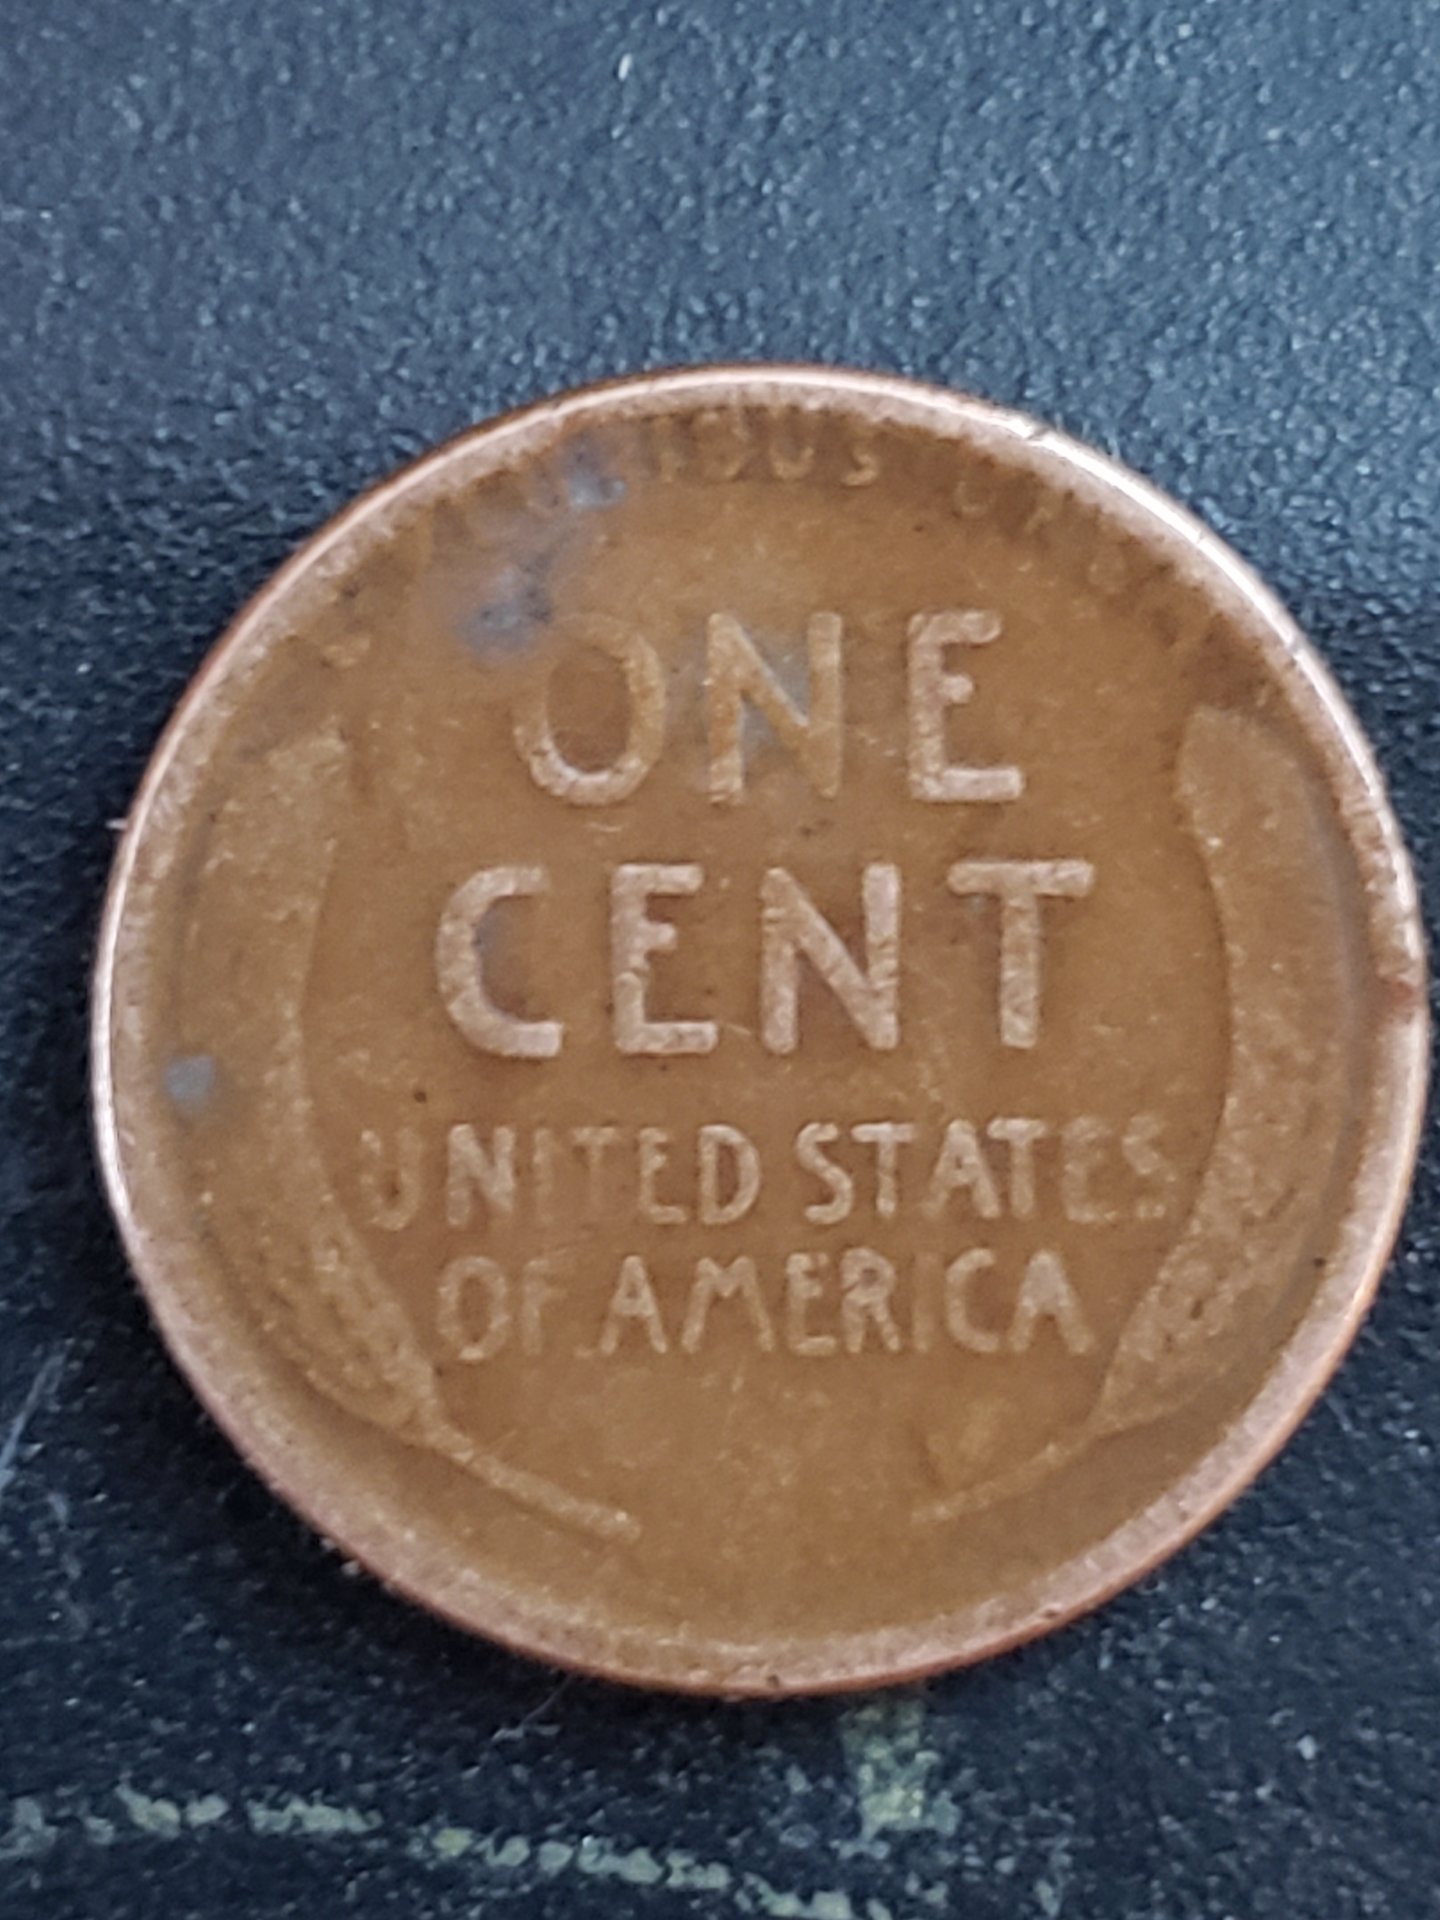 ONE
CENT
UNITED STATES
OF AMERICA